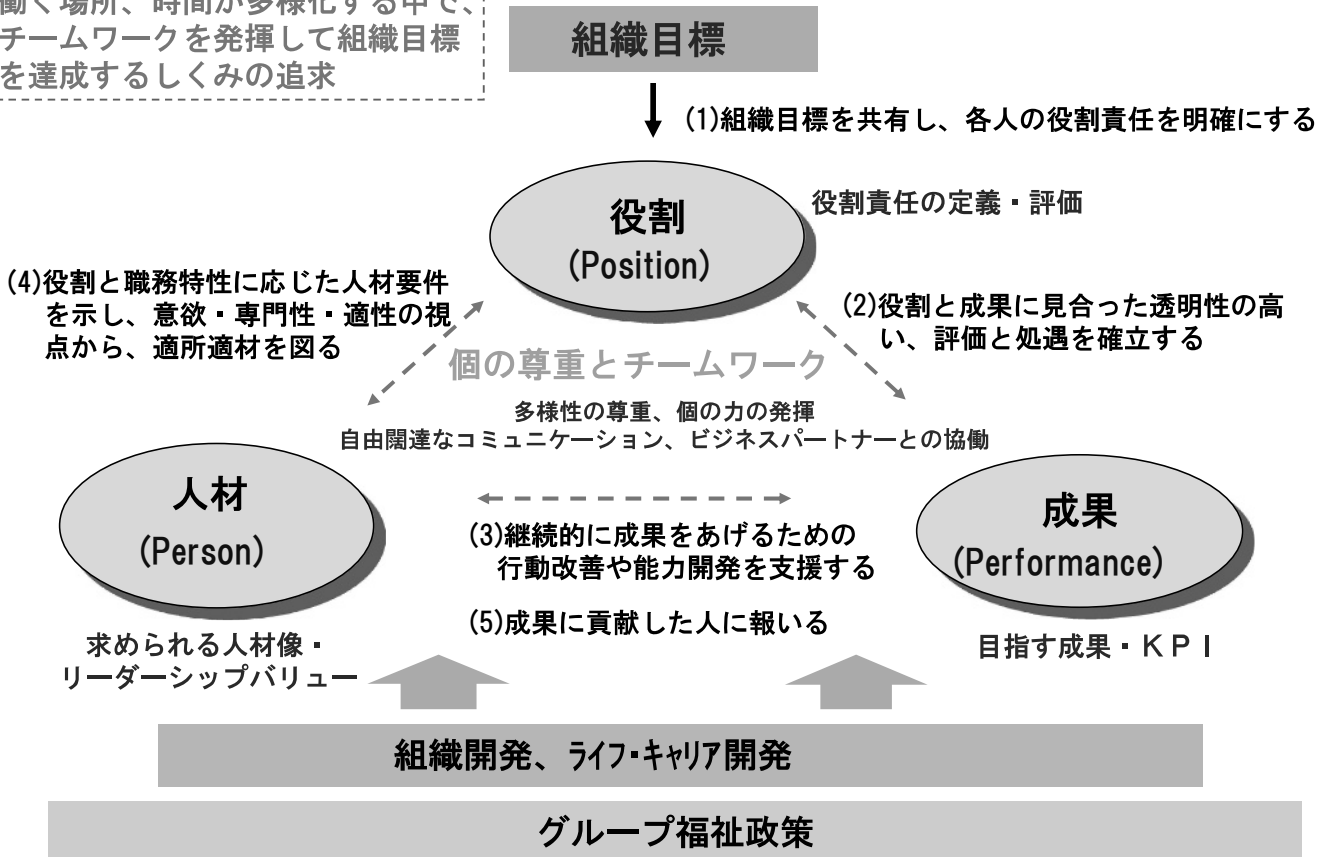 働く場所、時間が多様化する中で、
チームワークを発揮して組織目標
を達成するしくみの追求
組織目標
(1)組織目標を共有し、各人の役割責任を明確にする
役割
(Position)
役割責任の定義・評価
(4)役割と職務特性に応じた人材要件
を示し、意欲・専門性・適性の視
点から、適所適材を図る
(2)役割と成果に見合った透明性の高
い、評価と処遇を確立する
個の尊重とチームワーク
多様性の尊重、個の力の発揮
自由闊達なコミュニケーション、ビジネスパートナーとの協働
人材
(Person)
成果
(Performance)
(3)継続的に成果をあげるための
行動改善や能力開発を支援する
(5)成果に貢献した人に報いる
求められる人材像・
リーダーシップバリュー
目指す成果・ＫＰＩ
組織開発、ﾗｲﾌ・ｷｬﾘｱ開発
グループ福祉政策